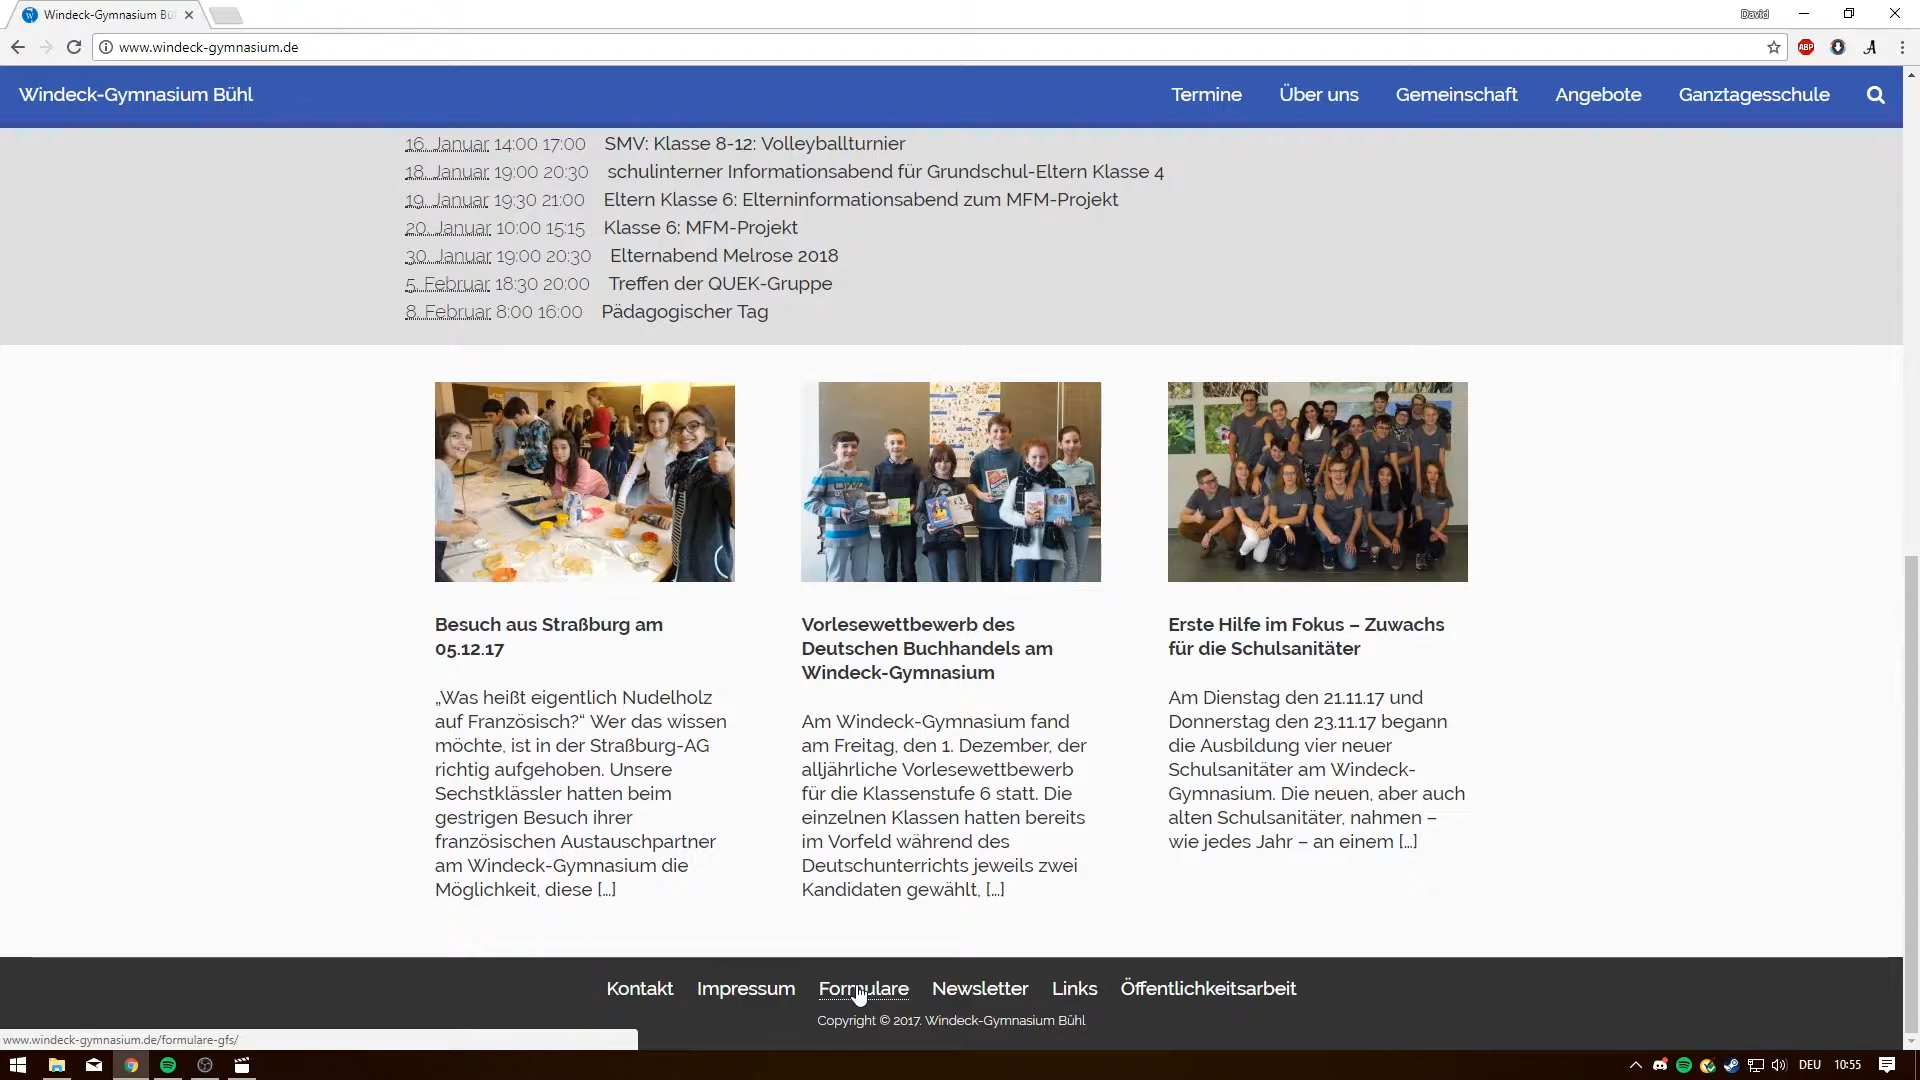 Windeck-Gymnasium Bü
David
www.windeck-gymnasium.de
ABP
Windeck-Gymnasium Bühl
Termine Über uns Gemeinschaft Angebote Ganztagesschule
16. Januar 14:00 17:00 SMV: Klasse 8-12: Volleyballturnier
18. Januar 19:00 20:30 schulinterner Informationsabend für Grundschul-Eltern Klasse 4
19. Januar 19:30 21:00 Eltern Klasse 6: Elterninformationsabend zum MFM-Projekt
20. Januar 10:00 15:15 Klasse 6: MFM-Projekt
30. Januar 19:00 20:30 Elternabend Melrose 2018
5. Februar 18:30 20:00 Treffen der QUEK-Gruppe
8. Februar 8:00 16:00 Pädagogischer Tag
Besuch aus Straßburg am
05.12.17
„Was heißt eigentlich Nudelholz
auf Französisch?“ Wer das wissen
möchte, ist in der Straßburg-AG
richtig aufgehoben. Unsere
Sechstklässler hatten beim
gestrigen Besuch ihrer
französischen Austauschpartner
am Windeck-Gymnasium die
Möglichkeit, diese [...]
Vorlesewettbewerb des
Deutschen Buchhandels am
Windeck-Gymnasium
Am Windeck-Gymnasium fand
am Freitag, den 1. Dezember, der
alljährliche Vorlesewettbewerb
für die Klassenstufe 6 statt. Die
einzelnen Klassen hatten bereits
im Vorfeld während des
Deutschunterrichts jeweils zwei
Kandidaten gewählt, [...]
Erste Hilfe im Fokus – Zuwachs
für die Schulsanitäter
Am Dienstag den 21.11.17 und
Donnerstag den 23.11.17 begann
die Ausbildung vier neuer
Schulsanitäter am Windeck-
Gymnasium. Die neuen, aber auch
alten Schulsanitäter, nahmen –
wie jedes Jahr – an einem [...]
Kontakt Impressum Formulare Newsletter Links Öffentlichkeitsarbeit
Copyright © 2017. Windeck-Gymnasium Bühl
www.windeck-gymnasium.de/formulare-gfs/
DEU 10:55